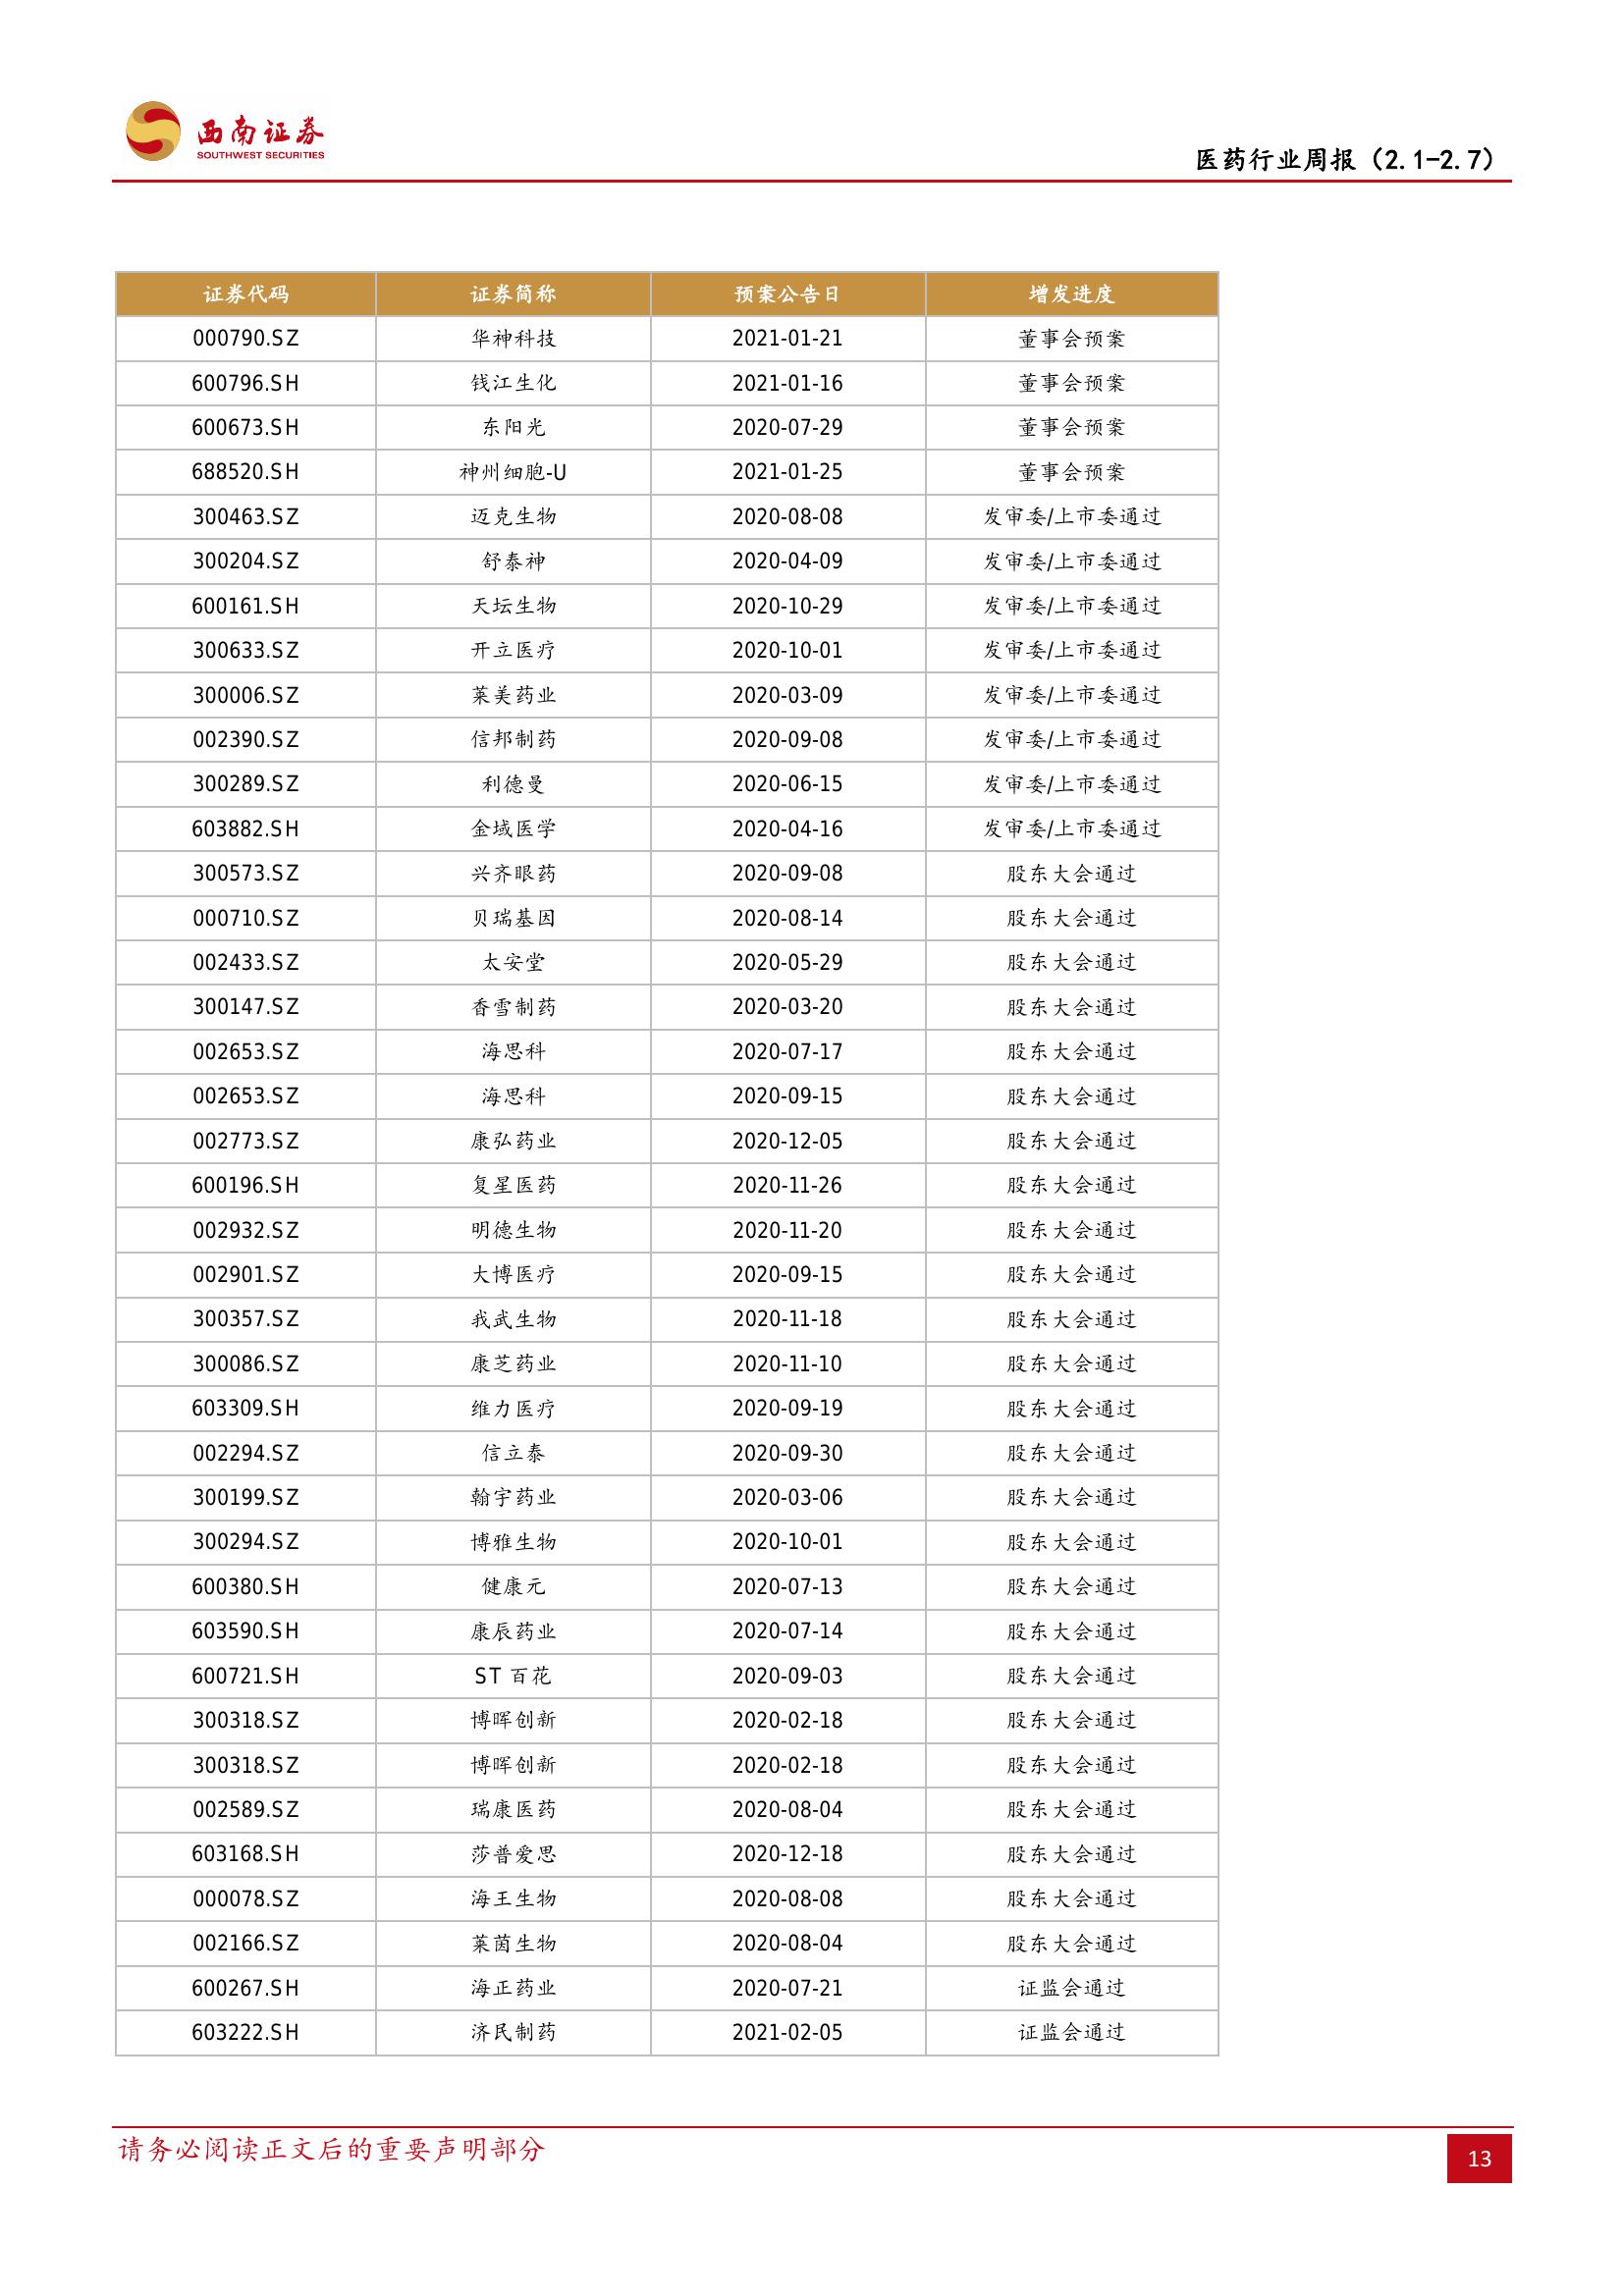 西南证券
SOUTHWEST SECURITIES
医药行业周报（2.1-2.7）
证券代码 证券简称 预案公告日 增发进度
000790.SZ 华神科技 2021-01-21 董事会预案
600796.SH 钱江生化 2021-01-16 董事会预案
600673.SH 东阳光 2020-07-29 董事会预案
688520.SH 神州细胞-U 2021-01-25 董事会预案
300463.SZ 迈克生物 2020-08-08 发审委/上市委通过
300204.SZ 舒泰神 2020-04-09 发审委/上市委通过
600161.SH 天坛生物 2020-10-29 发审委/上市委通过
300633.SZ 开立医疗 2020-10-01 发审委/上市委通过
300006.SZ 莱美药业 2020-03-09 发审委/上市委通过
002390.SZ 信邦制药 2020-09-08 发审委/上市委通过
300289.SZ 利德曼 2020-06-15 发审委/上市委通过
603882.SH 金域医学 2020-04-16 发审委/上市委通过
300573.SZ 兴齐眼药 2020-09-08 股东大会通过
000710.SZ 贝瑞基因 2020-08-14 股东大会通过
002433.SZ 太安堂 2020-05-29 股东大会通过
300147.SZ 香雪制药 2020-03-20 股东大会通过
002653.SZ 海思科 2020-07-17 股东大会通过
002653.SZ 海思科 2020-09-15 股东大会通过
002773.SZ 康弘药业 2020-12-05 股东大会通过
600196.SH 复星医药 2020-11-26 股东大会通过
002932.SZ 明德生物 2020-11-20 股东大会通过
002901.SZ 大博医疗 2020-09-15 股东大会通过
300357.SZ 我武生物 2020-11-18 股东大会通过
300086.SZ 康芝药业 2020-11-10 股东大会通过
603309.SH 维力医疗 2020-09-19 股东大会通过
002294.SZ 信立泰 2020-09-30 股东大会通过
300199.SZ 翰宇药业 2020-03-06 股东大会通过
300294.SZ 博雅生物 2020-10-01 股东大会通过
600380.SH 健康元 2020-07-13 股东大会通过
603590.SH 康辰药业 2020-07-14 股东大会通过
600721.SH ST 百花 2020-09-03 股东大会通过
300318.SZ 博晖创新 2020-02-18 股东大会通过
300318.SZ 博晖创新 2020-02-18 股东大会通过
002589.SZ 瑞康医药 2020-08-04 股东大会通过
603168.SH 莎普爱思 2020-12-18 股东大会通过
000078.SZ 海王生物 2020-08-08 股东大会通过
002166.SZ 莱茵生物 2020-08-04 股东大会通过
600267.SH 海正药业 2020-07-21 证监会通过
603222.SH 济民制药 2021-02-05 证监会通过
请务必阅读正文后的重要声明部分
13